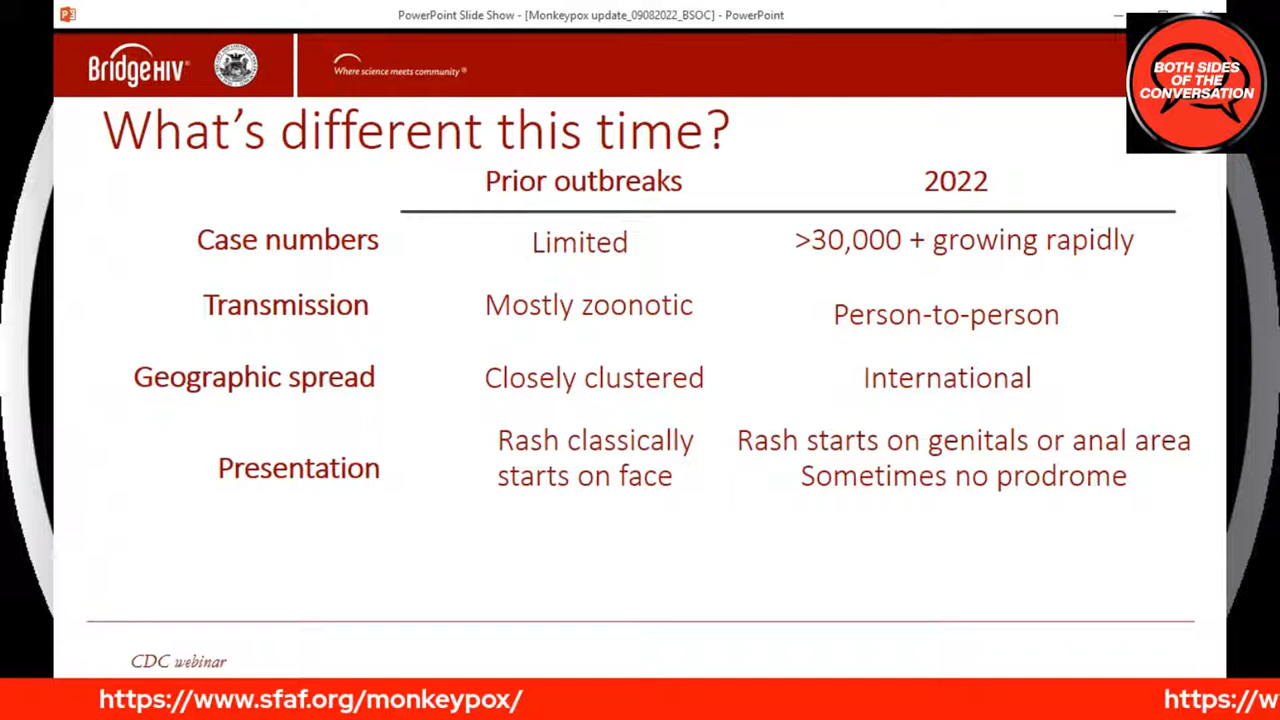 PowerPoint Slide Show - [Monkeypox update_09082022_BSOC] - PowerPoint
BridgeHIV®
Where science meets community®
BOTH SIDES
OF THE
CONVERSATION
What's different this time?
Prior outbreaks 2022
Case numbers Limited >30,000 + growing rapidly
Transmission Mostly zoonotic Person-to-person
Geographic spread Closely clustered International
Presentation Rash classically starts on face Rash starts on genitals or anal area
Sometimes no prodrome
CDC webinar
https://www.sfaf.org/monkeypox/ https://w